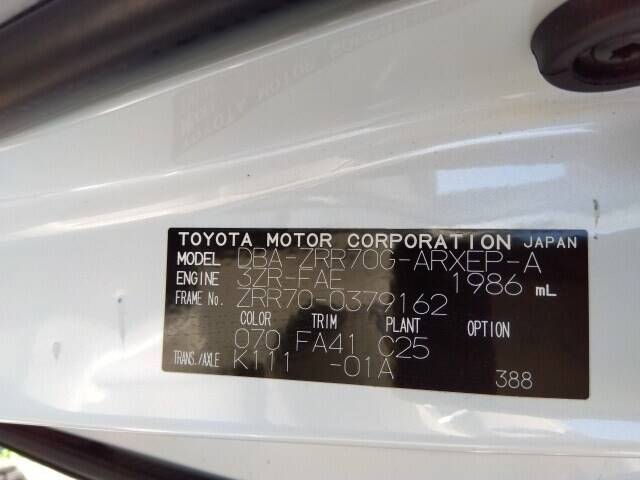 TOYOTA MOTOR CORPORATION JAPAN
MODEL DBA-ZRR70G-ARXEP-A
ENGINE 3ZR-FAE 1986 mL
FRAME No. ZRR70-0379162
COLOR TRIM PLANT OPTION
070 FA41 C25
TRANS./AXLE K111 -01A
388